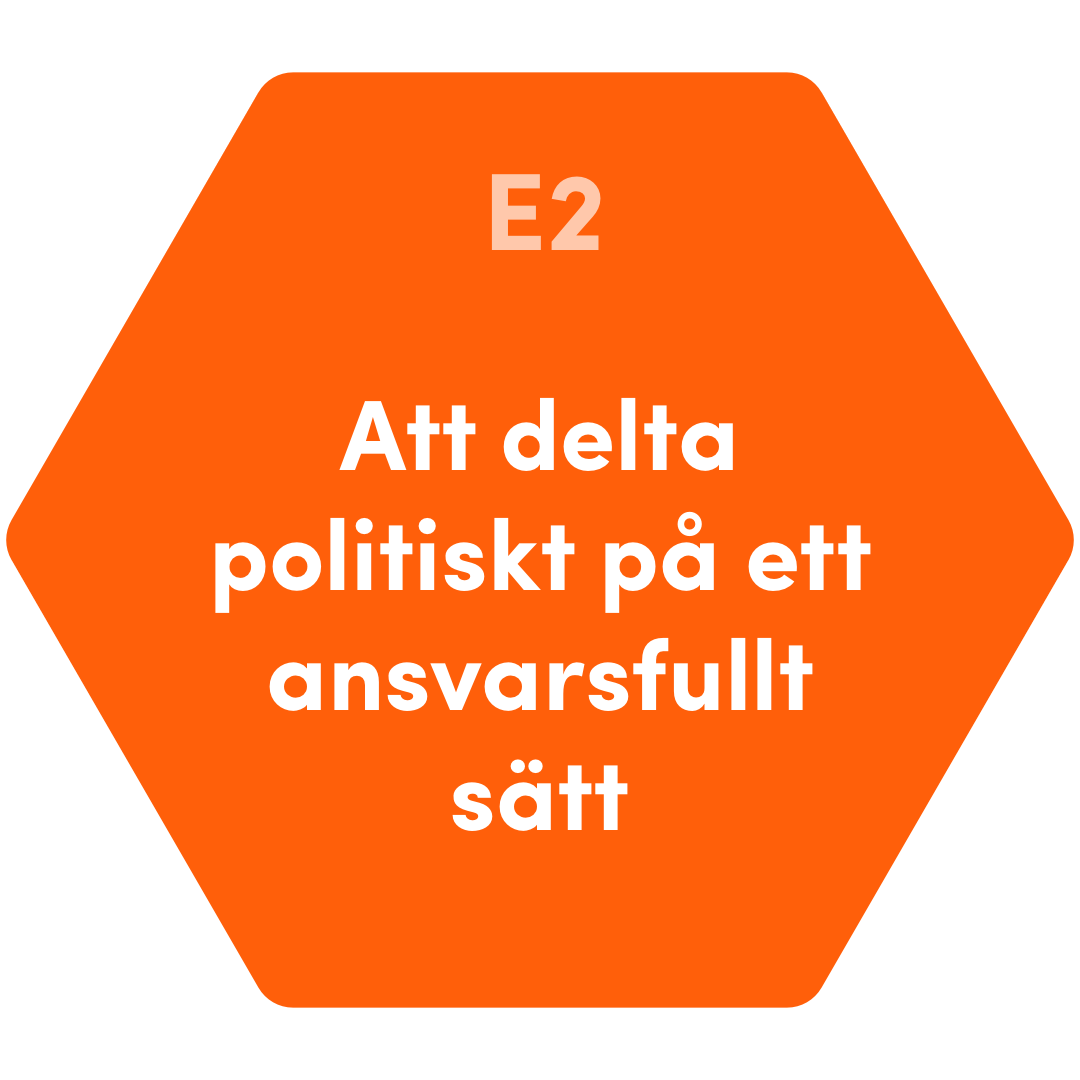 E2
Att delta
politiskt på ett
ansvarsfullt
sätt